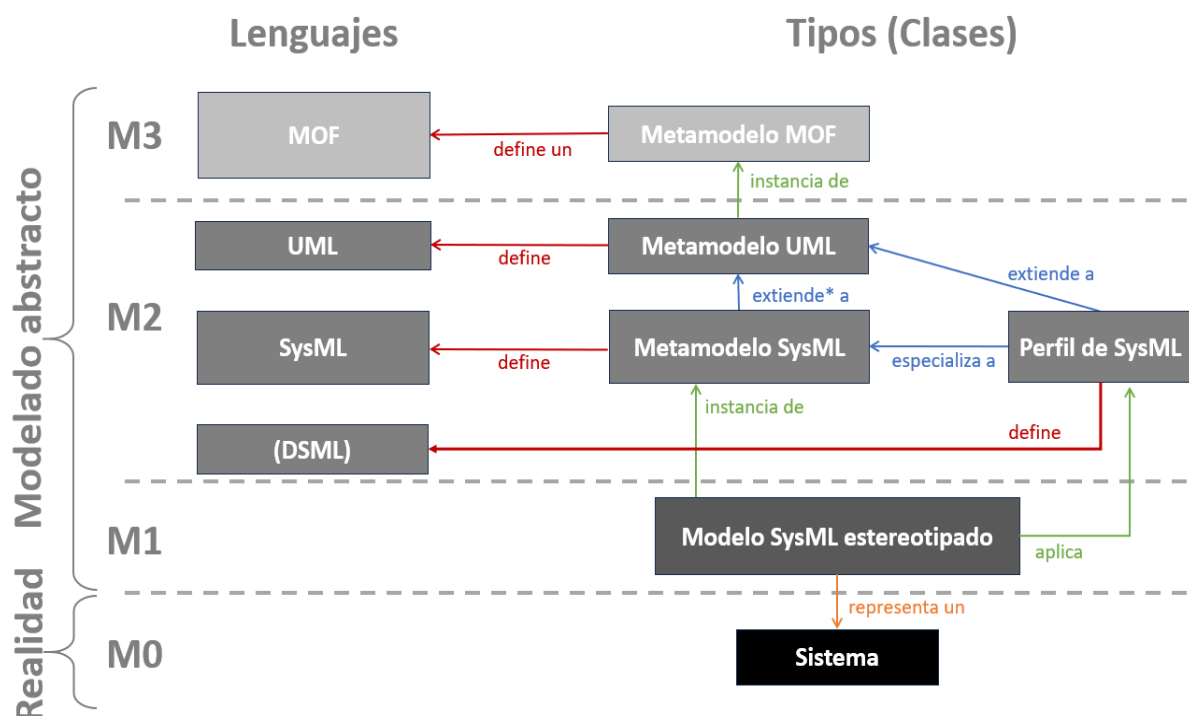 Lenguajes
Tipos (Clases)
Modelado abstracto
M3
MOF
define un
Metamodelo MOF
instancia de
M2
UML
define
Metamodelo UML
extiende a
extiende* a
SysML
define
Metamodelo SysML
especializa a
Perfil de SysML
instancia de
(DSML)
define
M1
Modelo SysML estereotipado
aplica
Realidad
representa un
M0
Sistema